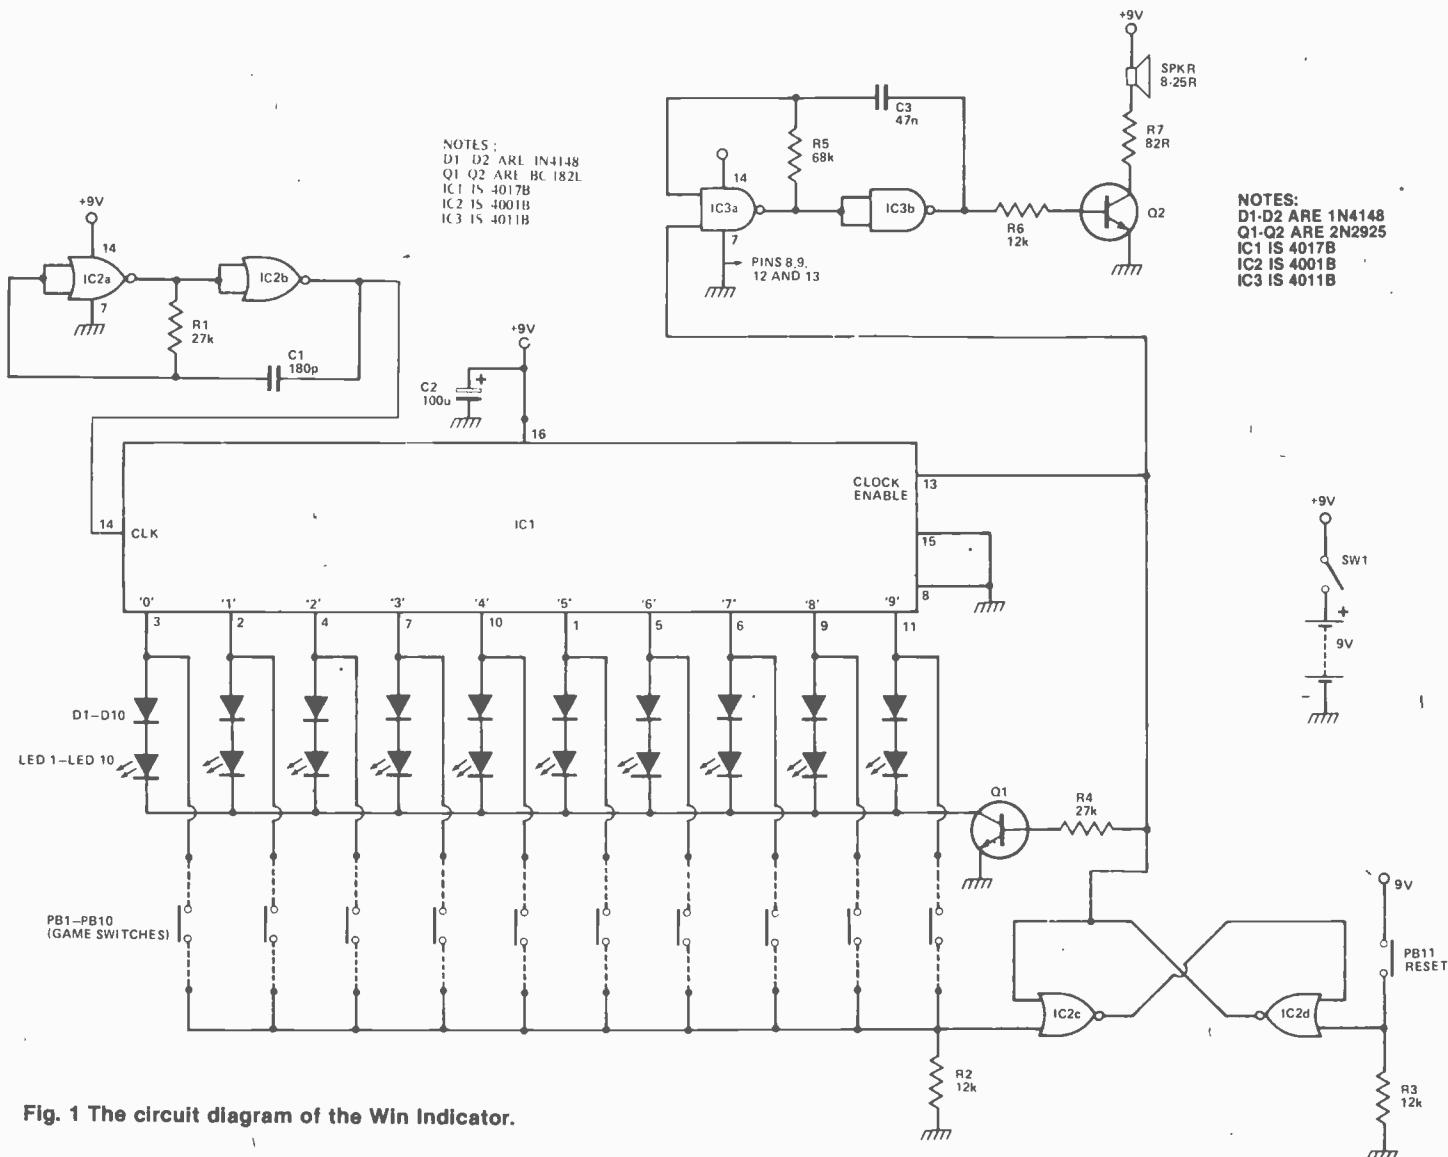 +9V
SPKR
8-25R
R7
82R
Q2
C3
47n
R5
68k
14
IC3a
7
IC3b
R6
12k
PINS 8,9,
12 AND 13
NOTES :
D1 D2 ARE 1N4148
Q1 Q2 ARE BC 182L
IC1 IS 4017B
IC2 IS 4001B
IC3 IS 4011B
NOTES:
D1-D2 ARE 1N4148
Q1-Q2 ARE 2N2925
IC1 IS 4017B
IC2 IS 4001B
IC3 IS 4011B
+9V
14
IC2a
7
IC2b
R1
27k
C1
180p
+9V
C2
100u
+
16
CLOCK
ENABLE
13
14
CLK
IC1
15
8
'0' '1' '2' '3' '4' '5' '6' '7' '8' '9'
3 2 4 7 10 1 5 6 9 11
+9V
SW1
+
9V
–
D1–D10
LED 1–LED 10
Q1
R4
27k
PB1–PB10
(GAME SWITCHES)
9V
PB11
RESET
IC2c
IC2d
R2
12k
R3
12k
Fig. 1 The circuit diagram of the Win Indicator.